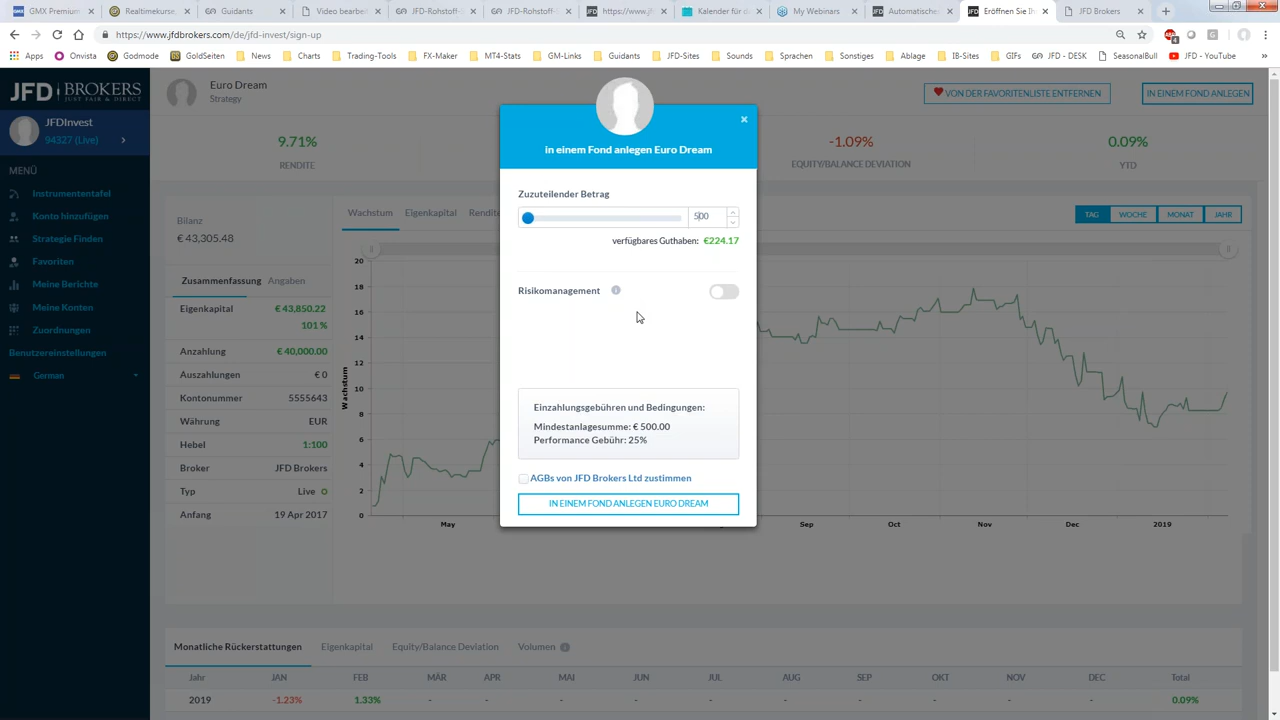 GMX Premium
Realtimekurse,
Guidants
Video bearbei
JFD-Rohstoff-
JFD-Rohstoff-
https://www.jf
Kalender für d
My Webinars
Automatischer
Eröffnen Sie Ih
JFD Brokers
https://www.jfdbrokers.com/de/jfd-invest/sign-up
Apps
Onvista
Godmode
GoldSeiten
News
Charts
Trading-Tools
FX-Maker
MT4-Stats
GM-Links
Guidants
JFD-Sites
Sounds
Sprachen
Sonstiges
Ablage
IB-Sites
GIFs
JFD - DESK
SeasonalBull
JFD - YouTube
JFD BROKERS
JUST FAIR & DIRECT
JFDInvest
94327 (Live)
MENÜ
Instrumententafel
Konto hinzufügen
Strategie Finden
Favoriten
Meine Berichte
Meine Konten
Zuordnungen
Benutzereinstellungen
German
Euro Dream
Strategy
VON DER FAVORITENLISTE ENTFERNEN
IN EINEM FOND ANLEGEN
9.71%
RENDITE
-1.09%
EQUITY/BALANCE DEVIATION
0.09%
YTD
Bilanz
€ 43,305.48
Zusammenfassung
Angaben
Eigenkapital € 43,850.22
101 %
Anzahlung € 40,000.00
Auszahlungen € 0
Kontonummer 5555643
Währung EUR
Hebel 1:100
Broker JFD Brokers
Typ Live
Anfang 19 Apr 2017
Wachstum
Eigenkapital
TAG
WOCHE
MONAT
JAHR
20
18
16
14
12
10
8
6
4
2
0
Wachstum
May
Sep
Oct
Nov
Dec
2019
in einem Fond anlegen Euro Dream
Zuzuteilender Betrag
500
verfügbares Guthaben: €224.17
Risikomanagement
Einzahlungsgebühren und Bedingungen:
Mindestanlagesumme: € 500.00
Performance Gebühr: 25%
AGBs von JFD Brokers Ltd zustimmen
IN EINEM FOND ANLEGEN EURO DREAM
Monatliche Rückerstattungen
Eigenkapital
Equity/Balance Deviation
Volumen
Jahr JAN FEB MÄR APR MAI JUN JUL AUG SEP OKT NOV DEC Total
2019 -1.23% 1.33% - - - - - - - - - - 0.09%